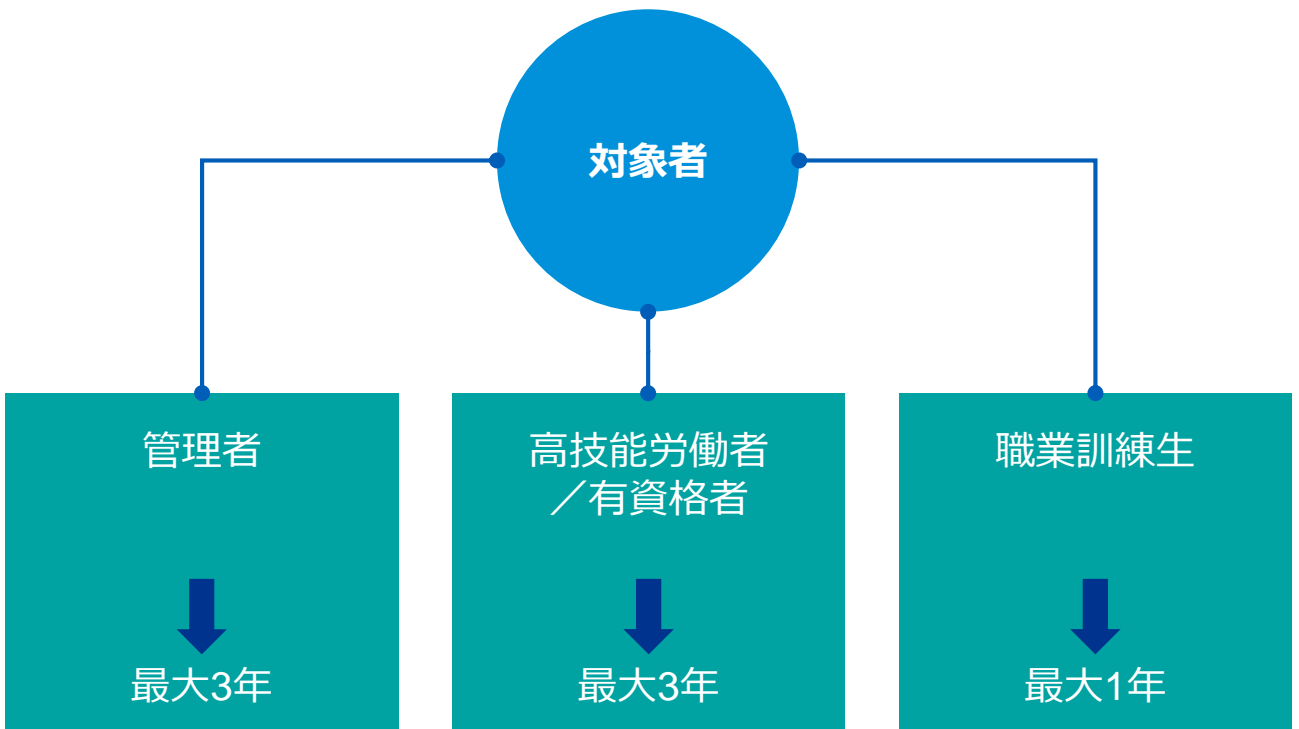 対象者
管理者
高技能労働者
／有資格者
職業訓練生
最大3年
最大3年
最大1年